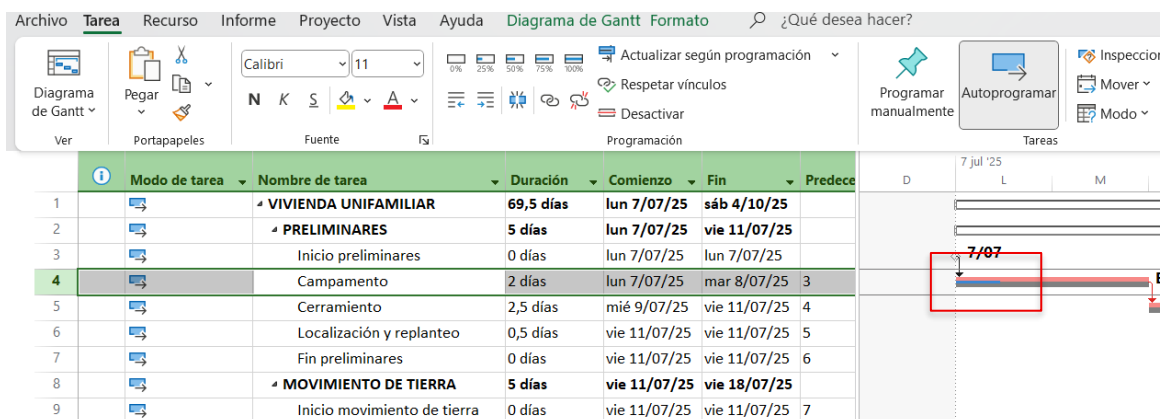 Archivo Tarea Recurso Informe Proyecto Vista Ayuda Diagrama de Gantt Formato ¿Qué desea hacer?
Diagrama de Gantt
Ver
Pegar
Portapapeles
Calibri 11
N K S A
Fuente
0% 25% 50% 75% 100%
Actualizar según programación
Respetar vínculos
Desactivar
Programación
Programar manualmente
Autoprogramar
Inspeccion
Mover
Modo
Tareas
7 jul '25
Modo de tarea Nombre de tarea Duración Comienzo Fin Predece D L M
1 VIVIENDA UNIFAMILIAR 69,5 días lun 7/07/25 sáb 4/10/25
2 PRELIMINARES 5 días lun 7/07/25 vie 11/07/25
3 Inicio preliminares 0 días lun 7/07/25 lun 7/07/25 7/07
4 Campamento 2 días lun 7/07/25 mar 8/07/25 3
5 Cerramiento 2,5 días mié 9/07/25 vie 11/07/25 4
6 Localización y replanteo 0,5 días vie 11/07/25 vie 11/07/25 5
7 Fin preliminares 0 días vie 11/07/25 vie 11/07/25 6
8 MOVIMIENTO DE TIERRA 5 días vie 11/07/25 vie 18/07/25
9 Inicio movimiento de tierra 0 días vie 11/07/25 vie 11/07/25 7